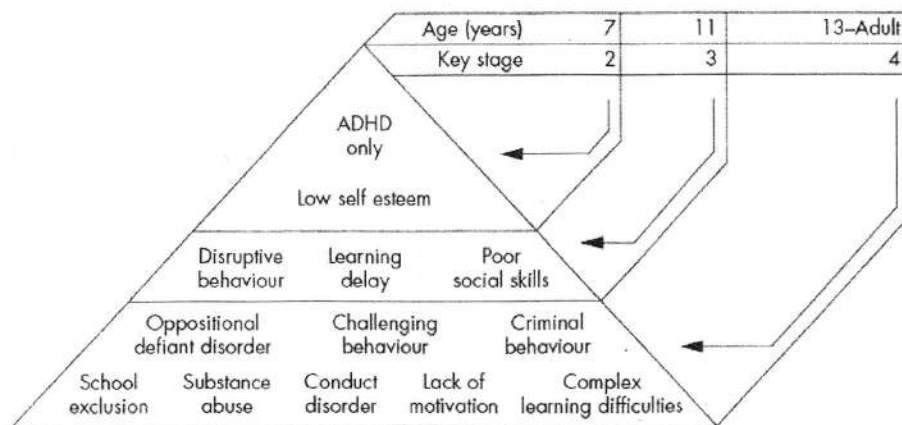 Age (years) 7 11 13–Adult
Key stage 2 3 4
ADHD
only
Low self esteem
Disruptive Learning Poor
behaviour delay social skills
Oppositional Challenging Criminal
defiant disorder behaviour behaviour
School Substance Conduct Lack of Complex
exclusion abuse disorder motivation learning difficulties